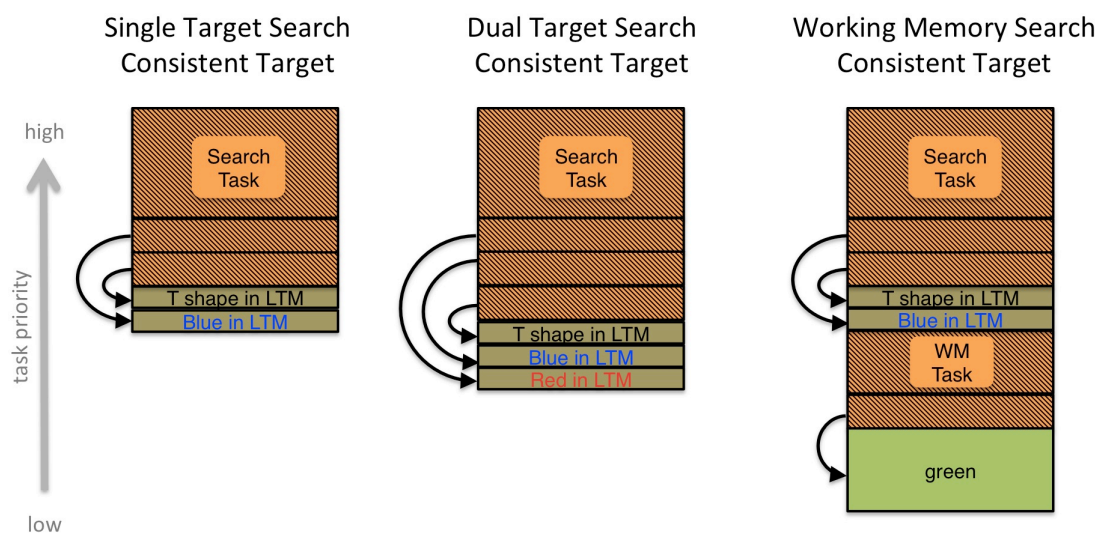 Single Target Search
Consistent Target
Dual Target Search
Consistent Target
Working Memory Search
Consistent Target
high
task priority
low
Search
Task
T shape in LTM
Blue in LTM
Search
Task
T shape in LTM
Blue in LTM
Red in LTM
Search
Task
T shape in LTM
Blue in LTM
WM
Task
green